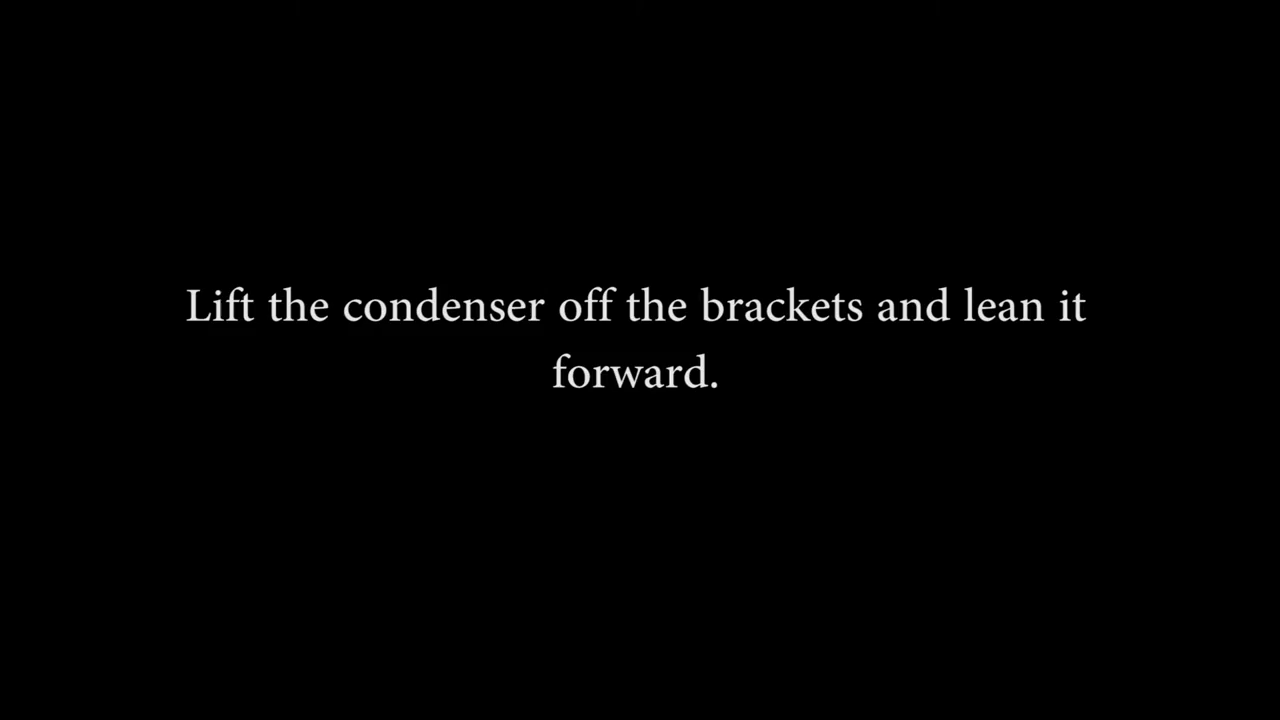 Lift the condenser off the brackets and lean it
forward.